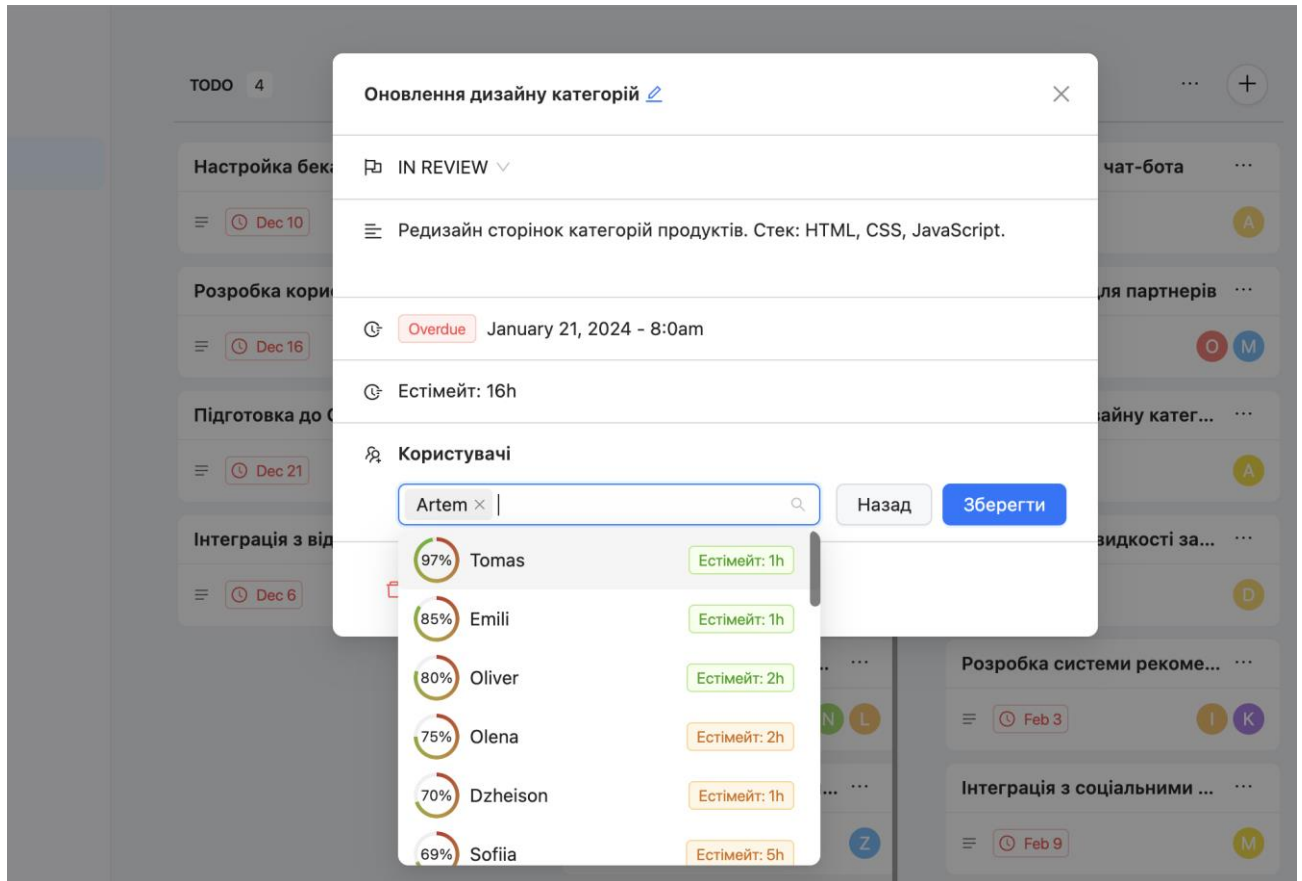 TODO 4
Настройка бек
Dec 10
Розробка кори
Dec 16
Підготовка до
Dec 21
Інтеграція з від
Dec 6
Оновлення дизайну категорій
IN REVIEW
Редизайн сторінок категорій продуктів. Стек: HTML, CSS, JavaScript.
Overdue January 21, 2024 - 8:0am
Естімейт: 16h
Користувачі
Artem Назад Зберегти
97% Tomas Естімейт: 1h
85% Emili Естімейт: 1h
80% Oliver Естімейт: 2h
75% Olena Естімейт: 2h
70% Dzheison Естімейт: 1h
69% Sofiia Естімейт: 5h
N L
Z
чат-бота
A
для партнерів
O M
зайну катег...
A
видкості за...
D
Розробка системи рекоме...
Feb 3 I K
Інтеграція з соціальними ...
Feb 9 M